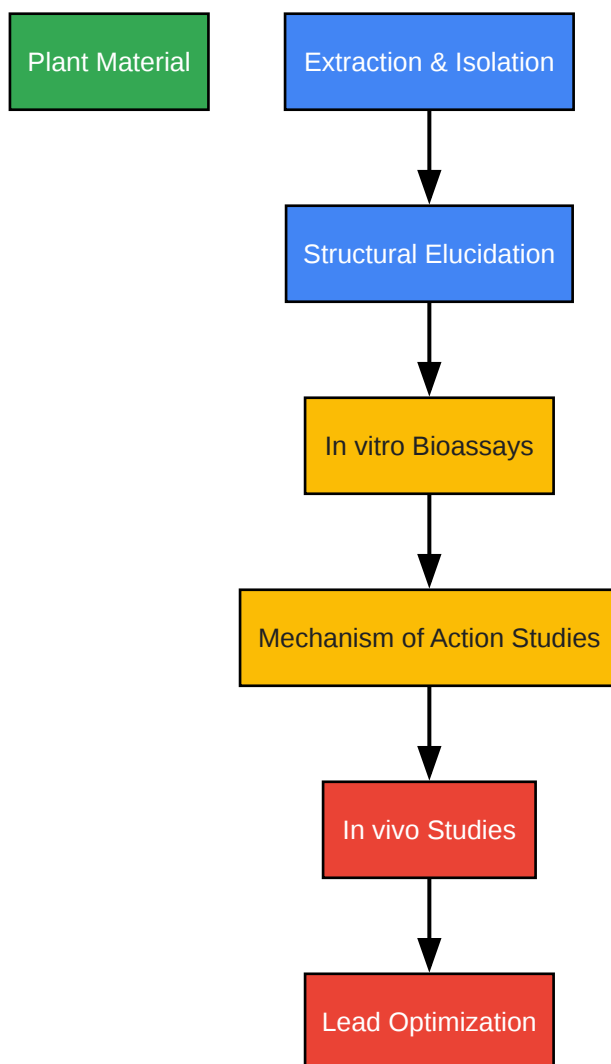 Plant Material
Extraction & Isolation
Structural Elucidation
In vitro Bioassays
Mechanism of Action Studies
In vivo Studies
Lead Optimization